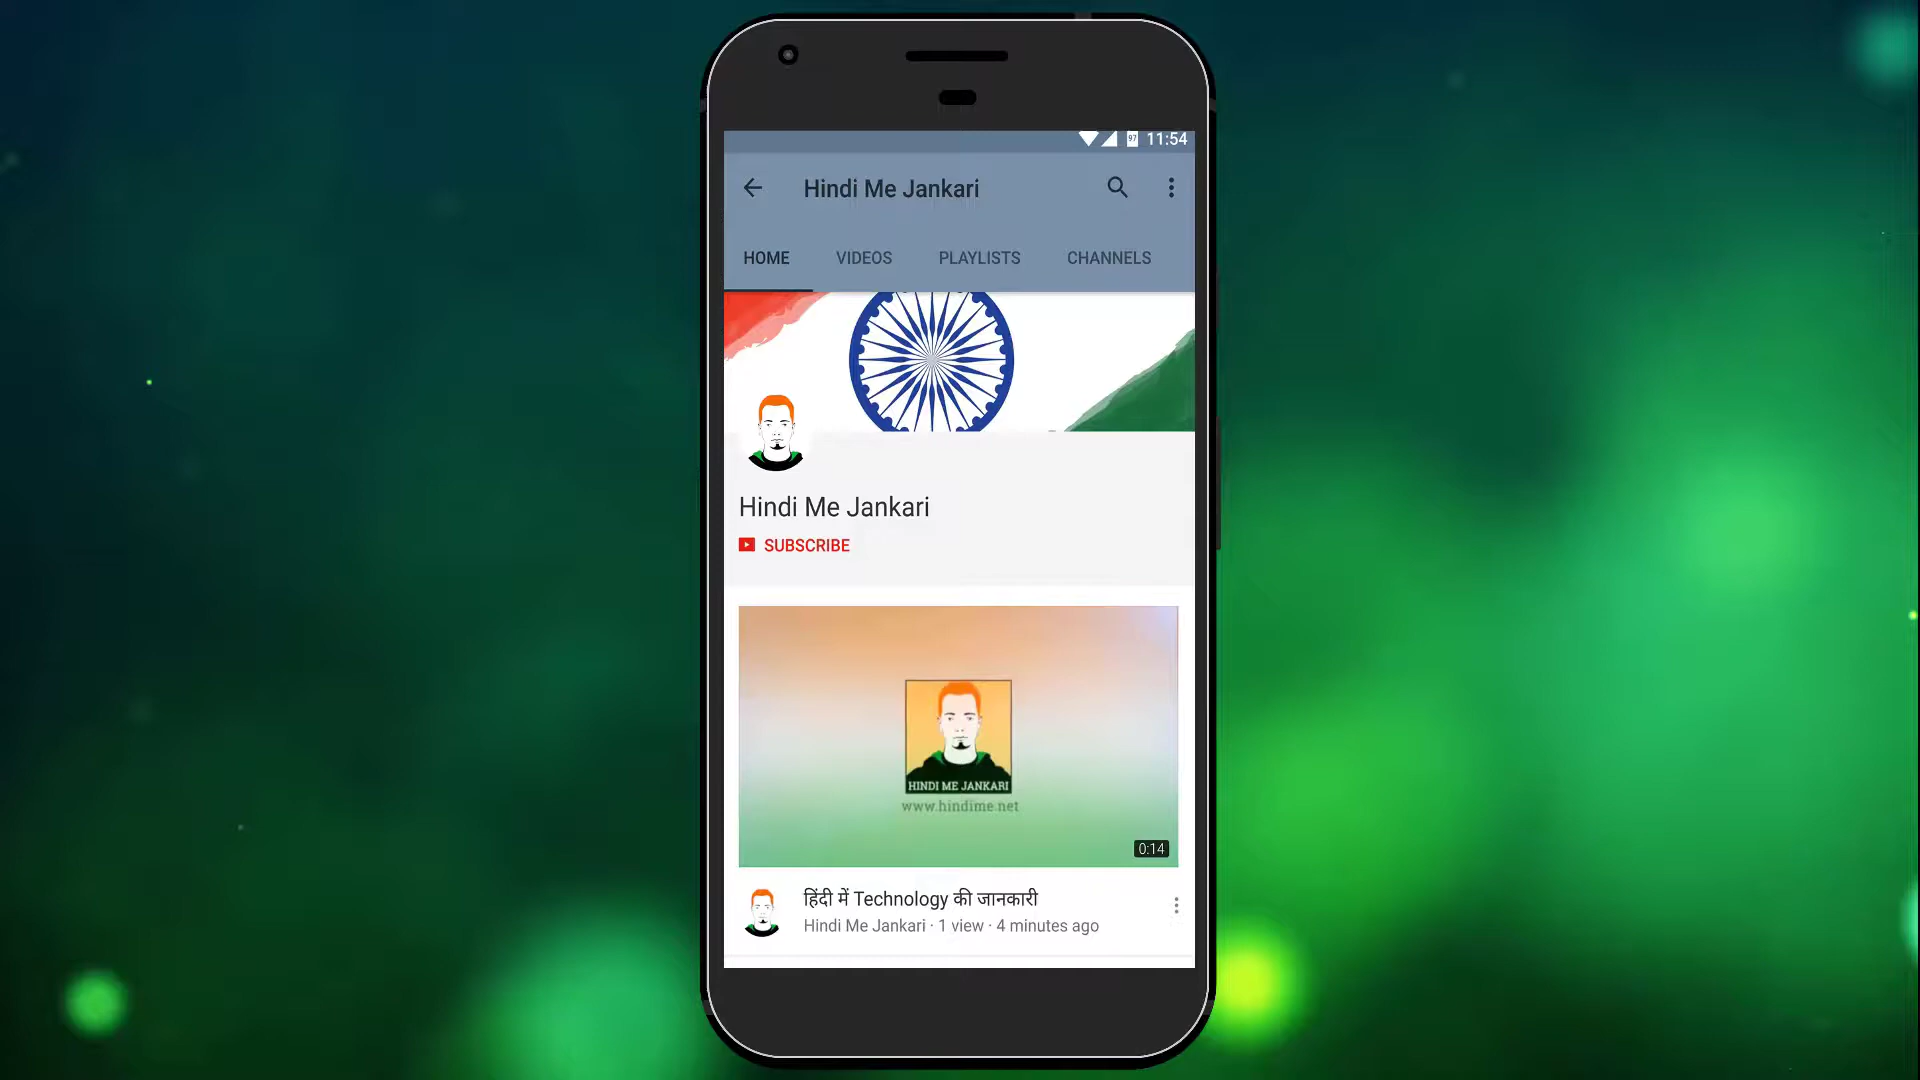 97 11:54
Hindi Me Jankari
HOME VIDEOS PLAYLISTS CHANNELS
Hindi Me Jankari
SUBSCRIBE
HINDI ME JANKARI
www.hindime.net
0:14
हिंदी में Technology की जानकारी
Hindi Me Jankari · 1 view · 4 minutes ago